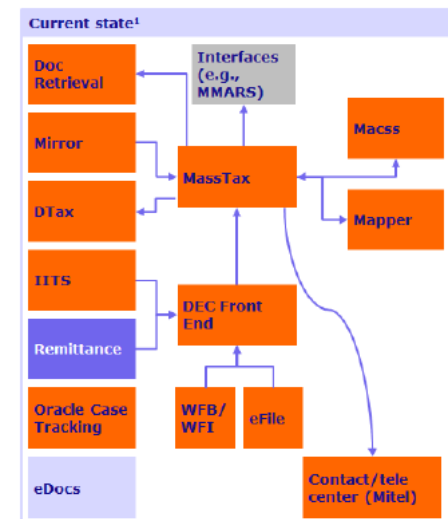 Current state¹
Doc
Retrieval
Interfaces
(e.g.,
MMARS)
Macss
Mirror
MassTax
DTax
Mapper
IITS
DEC Front
End
Remittance
Oracle Case
Tracking
WFB/
WFI
eFile
eDocs
Contact/tele
center (Mitel)